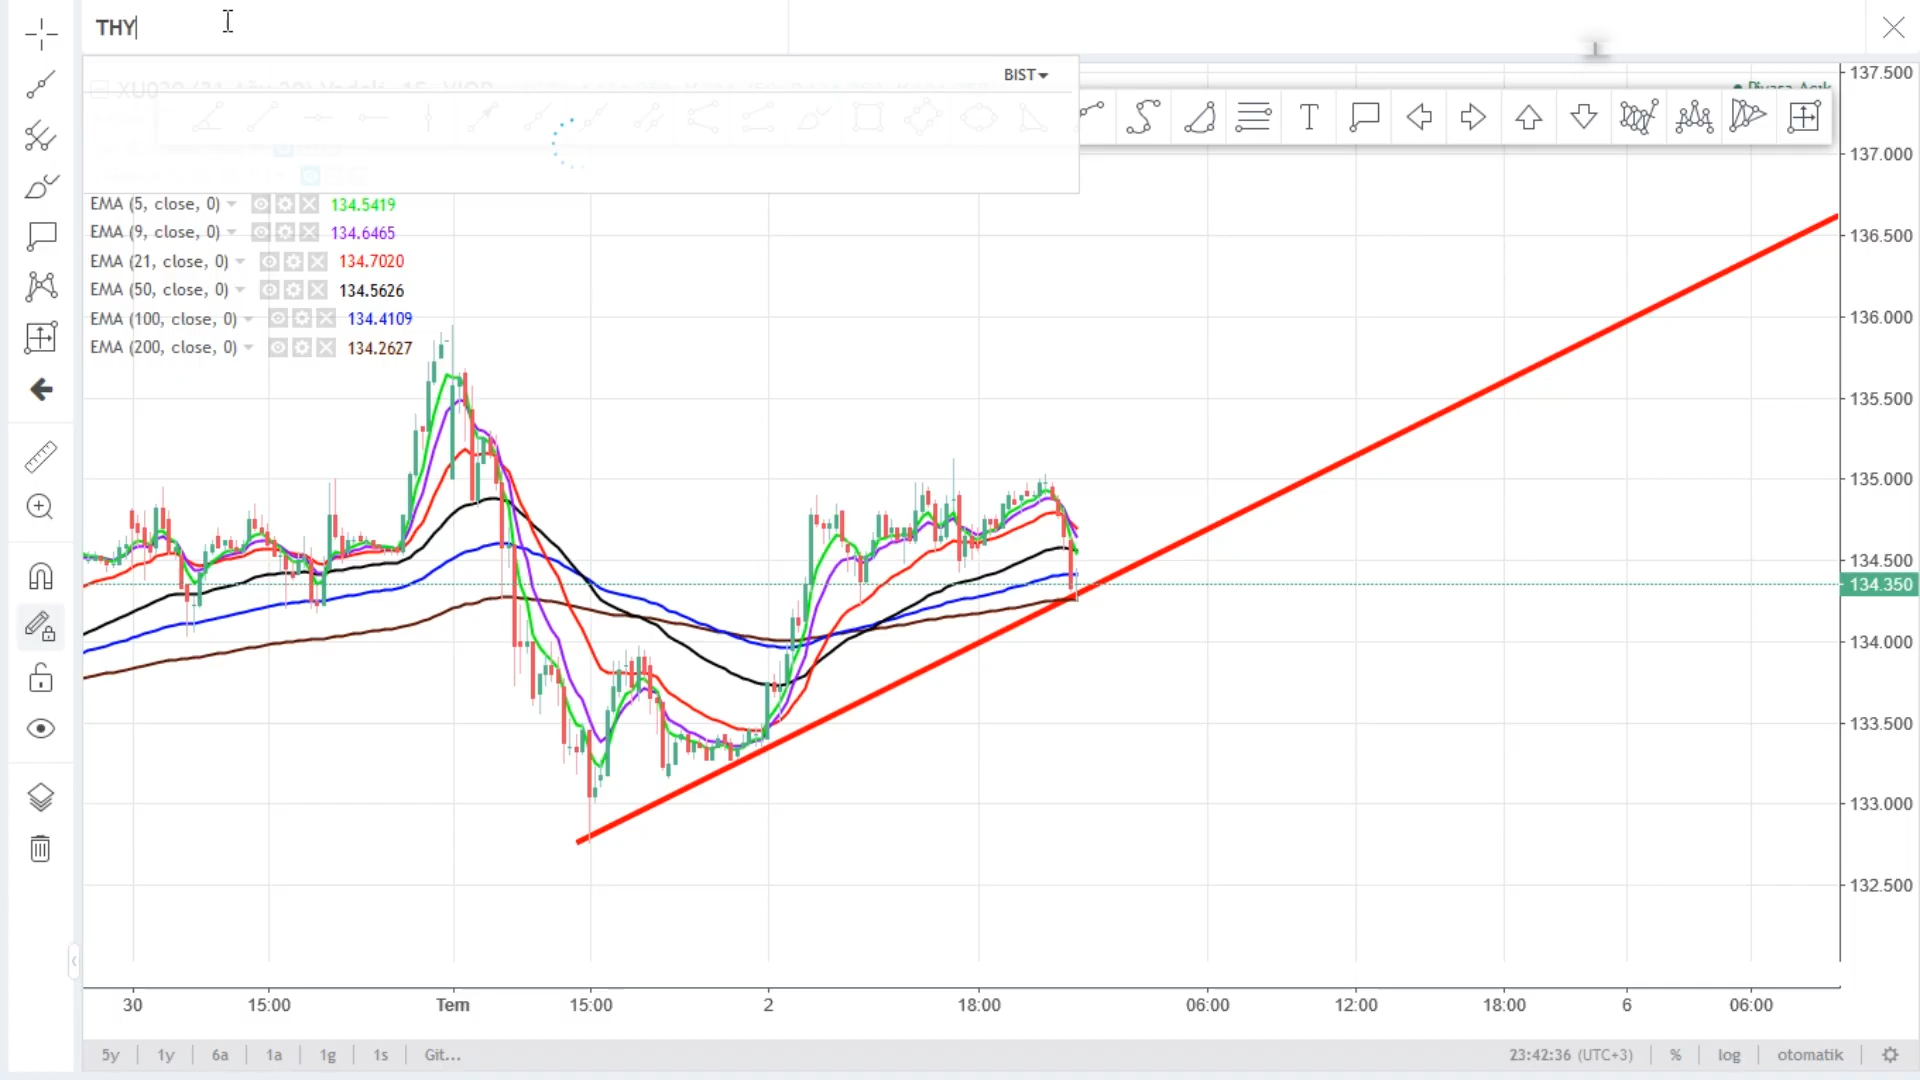 THY
BIST
Piyasa Açık
T
EMA (5, close, 0) 134.5419
EMA (9, close, 0) 134.6465
EMA (21, close, 0) 134.7020
EMA (50, close, 0) 134.5626
EMA (100, close, 0) 134.4109
EMA (200, close, 0) 134.2627
137.500
137.000
136.500
136.000
135.500
135.000
134.500
134.350
134.000
133.500
133.000
132.500
30 15:00 Tem 15:00 2 18:00 06:00 12:00 18:00 6 06:00
5y 1y 6a 1a 1g 1s Git... 23:42:36 (UTC+3) % log otomatik